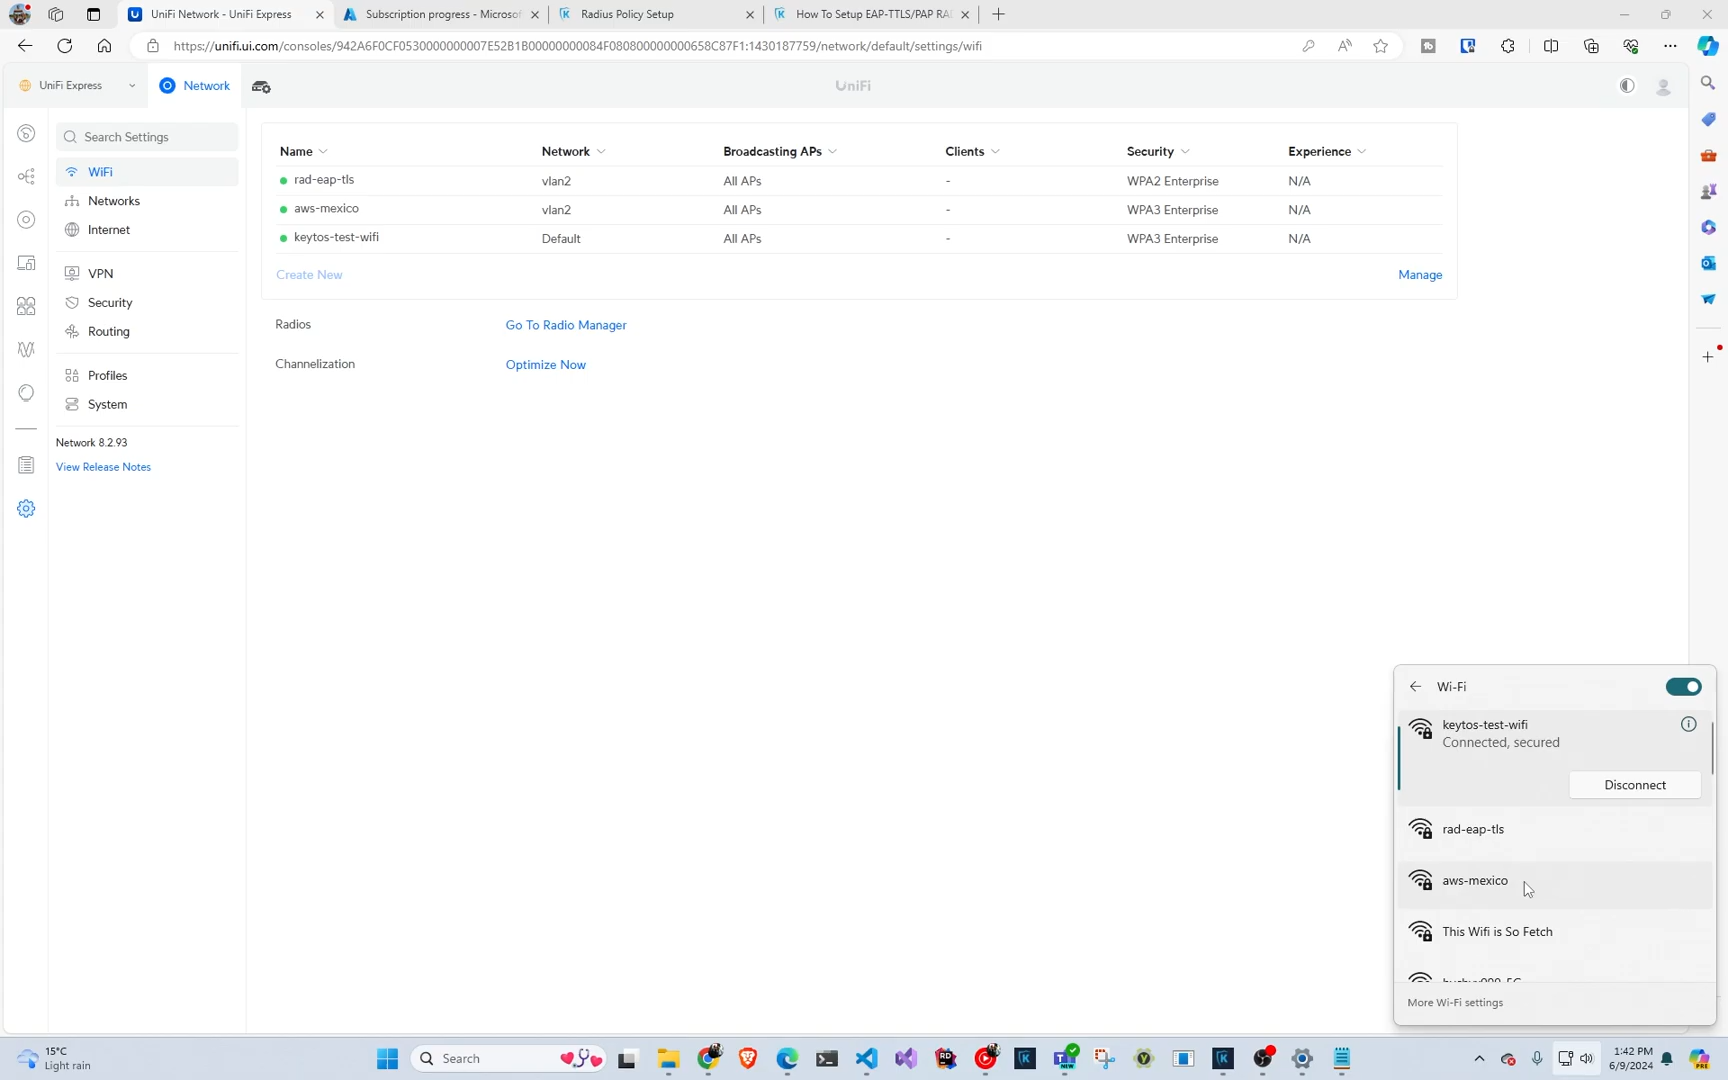 UniFi Network - UniFi Express
Subscription progress - Microsof
Radius Policy Setup
How To Setup EAP-TTLS/PAP RAD
https://unifi.ui.com/consoles/942A6F0CF0530000000007E52B1B00000000084F080800000000658C87F1:1430187759/network/default/settings/wifi
UniFi Express
Network
UniFi
Search Settings
WiFi
Networks
Internet
VPN
Security
Routing
Profiles
System
Network 8.2.93
View Release Notes
Name Network Broadcasting APs Clients Security Experience
rad-eap-tls vlan2 All APs - WPA2 Enterprise N/A
aws-mexico vlan2 All APs - WPA3 Enterprise N/A
keytos-test-wifi Default All APs - WPA3 Enterprise N/A
Create New Manage
Radios Go To Radio Manager
Channelization Optimize Now
Wi-Fi
keytos-test-wifi
Connected, secured
Disconnect
rad-eap-tls
aws-mexico
This Wifi is So Fetch
More Wi-Fi settings
15°C
Light rain
Search
NEW
RD
1:42 PM
6/9/2024
PRE